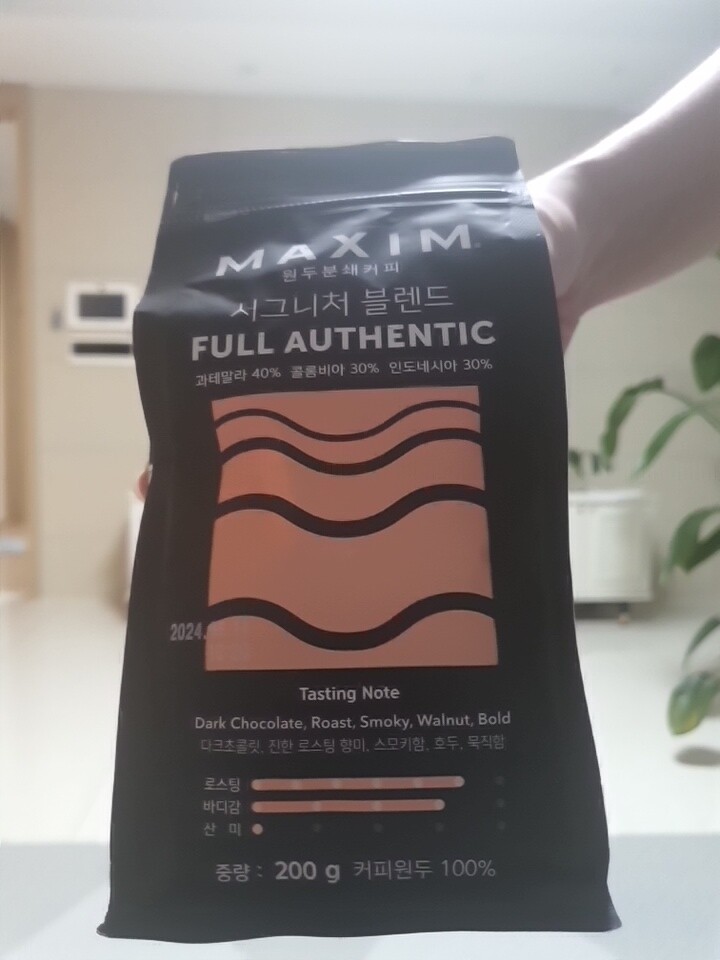 MAXIM
원두분쇄커피
시그니처 블렌드
FULL AUTHENTIC
과테말라 40% 콜롬비아 30% 인도네시아 30%
2024.
Tasting Note
Dark Chocolate, Roast, Smoky, Walnut, Bold
다크초콜릿, 진한 로스팅 향미, 스모키함, 호두, 묵직함
로스팅
바디감
산 미
중량 : 200 g 커피원두 100%